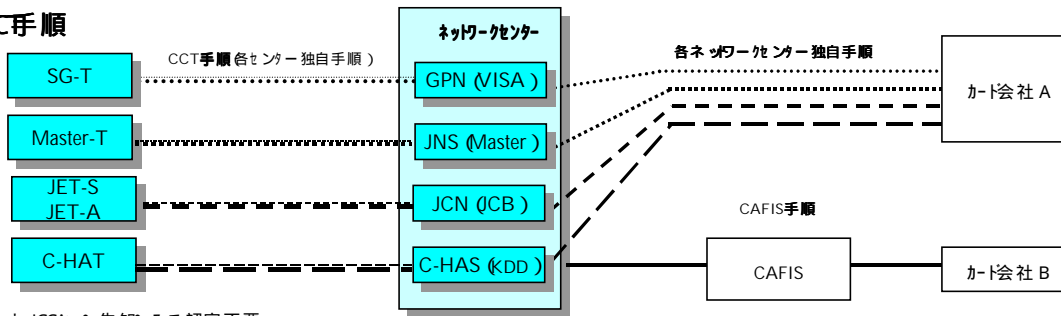 手順
ネットワークセンター
CCT手順(各センター独自手順)
各ネットワークセンター独自手順
SG-T
GPN (VISA)
カード会社 A
Master-T
JNS (Master)
JET-S
JET-A
JCN (JCB)
CAFIS手順
C-HAT
C-HAS (KDD)
CAFIS
カード会社 B